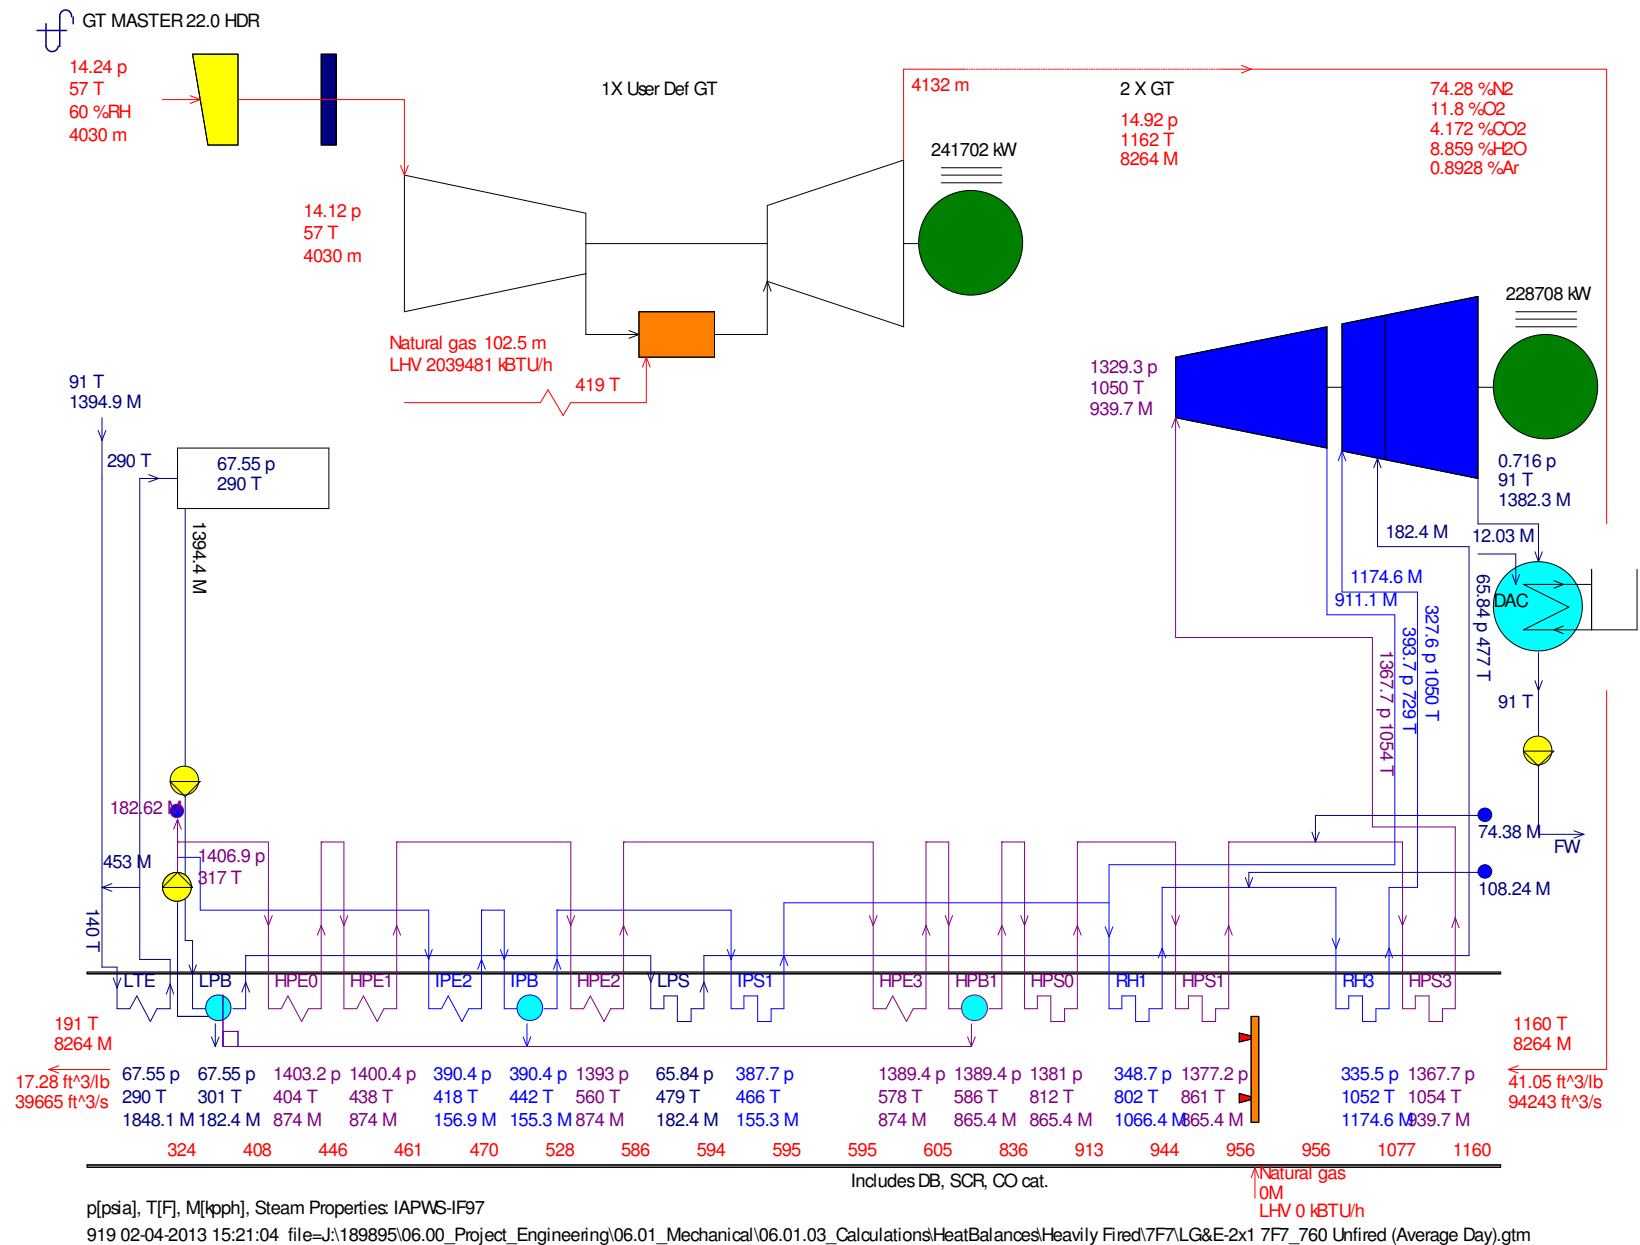 GT MASTER 22.0 HDR
14.24 p
57 T
60 %RH
4030 m
1X User Def GT
4132 m
2 X GT
14.92 p
1162 T
8264 M
74.28 %N2
11.8 %O2
4.172 %CO2
8.859 %H2O
0.8928 %Ar
241702 kW
14.12 p
57 T
4030 m
Natural gas 102.5 m
LHV 2039481 kBTU/h
419 T
228708 kW
1329.3 p
1050 T
939.7 M
91 T
1394.9 M
290 T
67.55 p
290 T
1394.4 M
0.716 p
91 T
1382.3 M
182.4 M
12.03 M
1174.6 M
911.1 M
DAC
65.84 p 477 T
327.6 p 1050 T
393.7 p 729 T
1367.7 p 1054 T
91 T
182.62 M
74.38 M
FW
453 M
1406.9 p
317 T
108.24 M
140 T
LTE LPB HPE0 HPE1 IPE2 IPB HPE2 LPS IPS1 HPE3 HPB1 HPS0 RH1 HPS1 RH3 HPS3
191 T
8264 M
1160 T
8264 M
17.28 ft^3/lb
39665 ft^3/s
41.05 ft^3/lb
94243 ft^3/s
67.55 p 67.55 p 1403.2 p 1400.4 p 390.4 p 390.4 p 1393 p 65.84 p 387.7 p 1389.4 p 1389.4 p 1381 p 348.7 p 1377.2 p 335.5 p 1367.7 p
290 T 301 T 404 T 438 T 418 T 442 T 560 T 479 T 466 T 578 T 586 T 812 T 802 T 861 T 1052 T 1054 T
1848.1 M 182.4 M 874 M 874 M 156.9 M 155.3 M 874 M 182.4 M 155.3 M 874 M 865.4 M 865.4 M 1066.4 M 865.4 M 1174.6 M 939.7 M
324 408 446 461 470 528 586 594 595 595 605 836 913 944 956 956 1077 1160
Includes DB, SCR, CO cat.
Natural gas
0M
LHV 0 kBTU/h
p[psia], T[F], M[kpph], Steam Properties: IAPWS-IF97
919 02-04-2013 15:21:04 file=J:\189895\06.00_Project_Engineering\06.01_Mechanical\06.01.03_Calculations\HeatBalances\Heavily Fired\7F7\LG&E-2x1 7F7_760 Unfired (Average Day).gtm